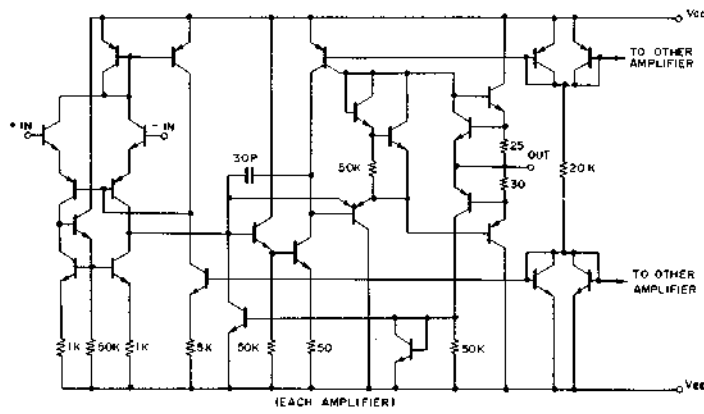 Vcc
TO OTHER
AMPLIFIER
+ IN
- IN
25
OUT
30P
50K
30
20K
TO OTHER
AMPLIFIER
1K
50K
1K
5K
50K
50
50K
Vee
(EACH AMPLIFIER)